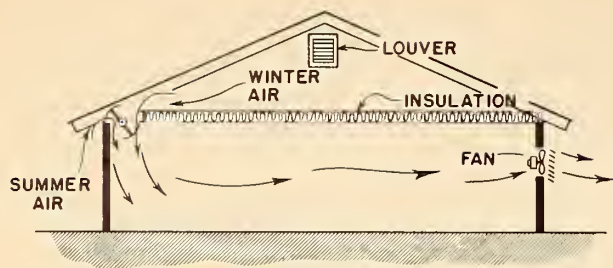 LOUVER
WINTER
AIR
INSULATION
FAN
SUMMER
AIR